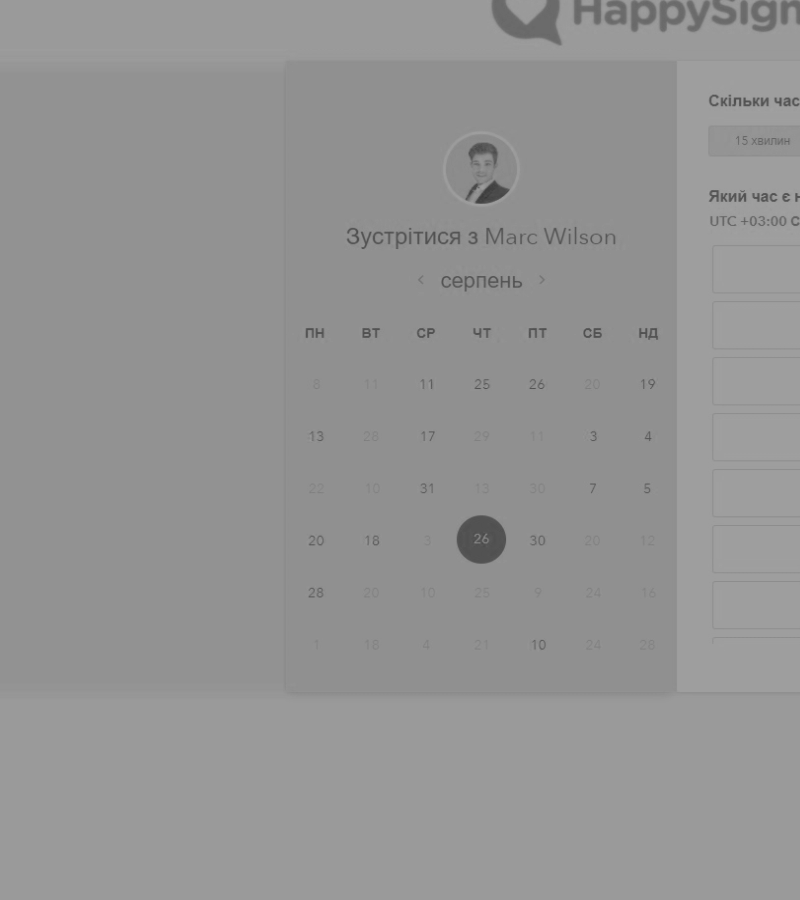 HappySign
Зустрітися з Marc Wilson
серпень
ПН ВТ СР ЧТ ПТ СБ НД
8 11 11 25 26 20 19
13 28 17 29 11 3 4
22 10 31 13 30 7 5
20 18 3 26 30 20 12
28 20 10 25 9 24 16
1 18 4 21 10 24 28
Скільки час
15 хвилин
Який час є н
UTC +03:00 С